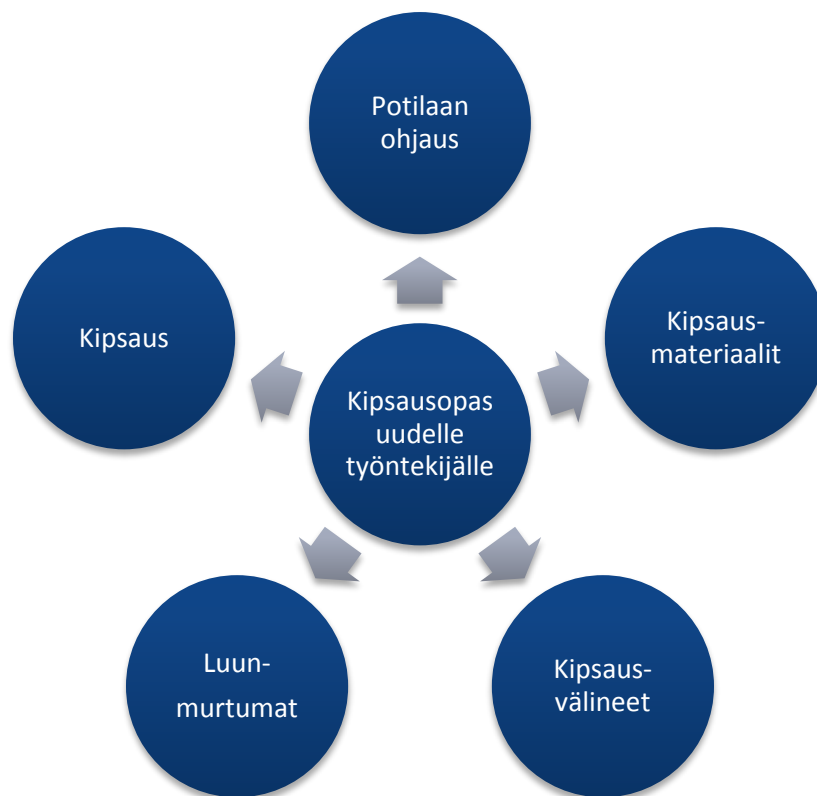 Potilaan
ohjaus
Kipsaus
Kipsaus-
materiaalit
Kipsausopas
uudelle
työntekijälle
Luun-
murtumat
Kipsaus-
välineet